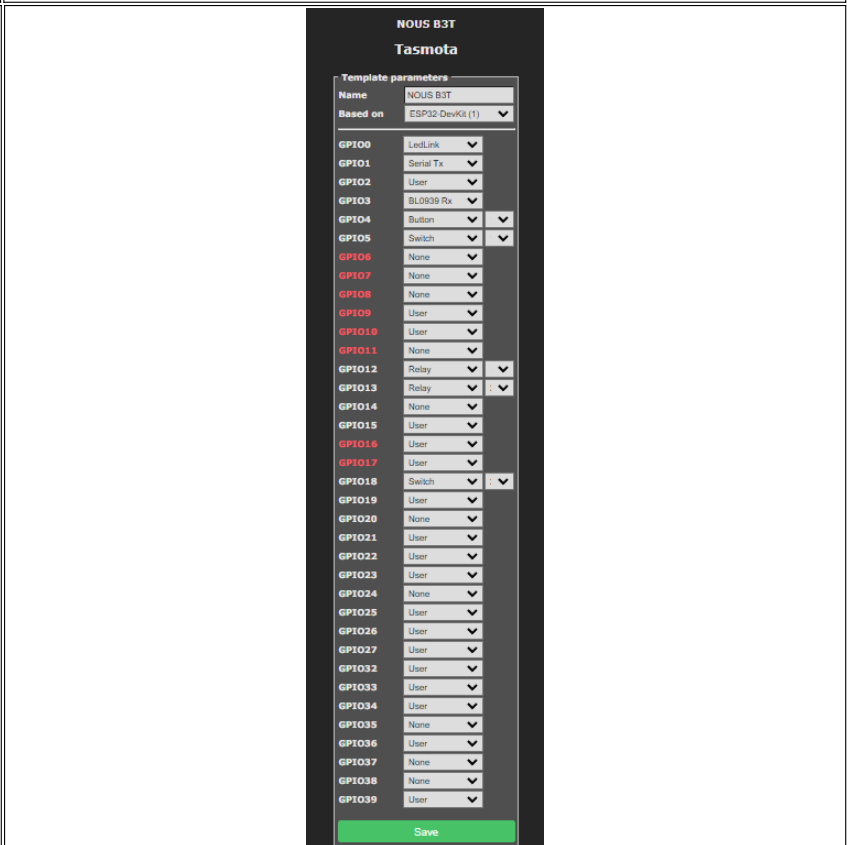 NOUS B3T
Tasmota
Template parameters
Name NOUS B3T
Based on ESP32-DevKit (1)
GPIO0 LedLink
GPIO1 Serial Tx
GPIO2 User
GPIO3 BL0939 Rx
GPIO4 Button
GPIO5 Switch
GPIO6 None
GPIO7 None
GPIO8 None
GPIO9 User
GPIO10 User
GPIO11 None
GPIO12 Relay
GPIO13 Relay
GPIO14 None
GPIO15 User
GPIO16 User
GPIO17 User
GPIO18 Switch
GPIO19 User
GPIO20 None
GPIO21 User
GPIO22 User
GPIO23 User
GPIO24 None
GPIO25 User
GPIO26 User
GPIO27 User
GPIO32 User
GPIO33 User
GPIO34 User
GPIO35 None
GPIO36 User
GPIO37 None
GPIO38 None
GPIO39 User
Save